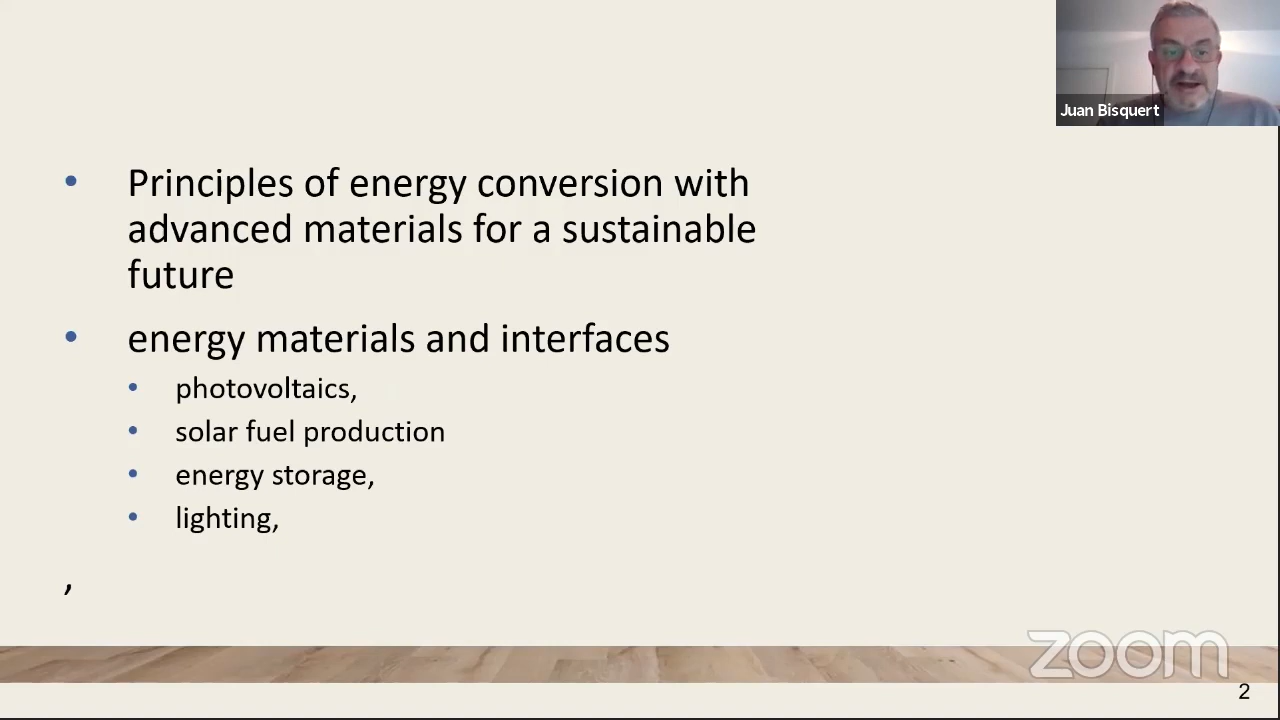 Juan Bisquert
• Principles of energy conversion with
advanced materials for a sustainable
future
• energy materials and interfaces
• photovoltaics,
• solar fuel production
• energy storage,
• lighting,
,
zoom
2